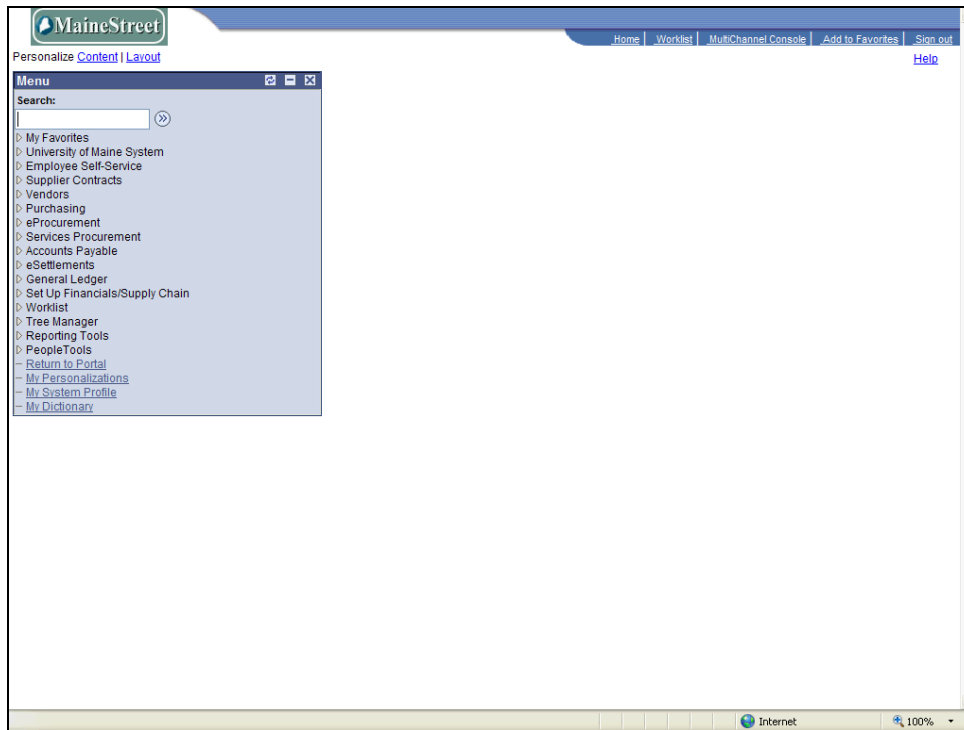 MaineStreet
Home Worklist MultiChannel Console Add to Favorites Sign out
Personalize Content | Layout
Help
Menu
Search:
My Favorites
University of Maine System
Employee Self-Service
Supplier Contracts
Vendors
Purchasing
eProcurement
Services Procurement
Accounts Payable
eSettlements
General Ledger
Set Up Financials/Supply Chain
Worklist
Tree Manager
Reporting Tools
PeopleTools
Return to Portal
My Personalizations
My System Profile
My Dictionary
Internet 100%